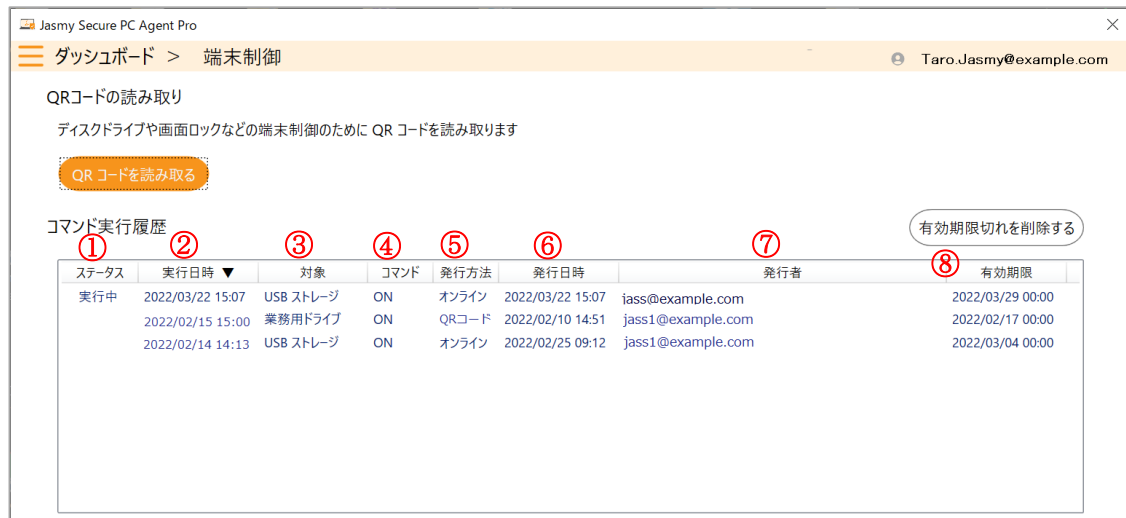 Jasmy Secure PC Agent Pro
ダッシュボード > 端末制御 Taro.Jasmy@example.com
QRコードの読み取り
ディスクドライブや画面ロックなどの端末制御のために QR コードを読み取ります
QR コードを読み取る
コマンド実行履歴 有効期限切れを削除する
① ② ③ ④ ⑤ ⑥ ⑦ ⑧
ステータス 実行日時 ▼ 対象 コマンド 発行方法 発行日時 発行者 有効期限
実行中 2022/03/22 15:07 USB ストレージ ON オンライン 2022/03/22 15:07 jass@example.com 2022/03/29 00:00
2022/02/15 15:00 業務用ドライブ ON QRコード 2022/02/10 14:51 jass1@example.com 2022/02/17 00:00
2022/02/14 14:13 USB ストレージ ON オンライン 2022/02/25 09:12 jass1@example.com 2022/03/04 00:00